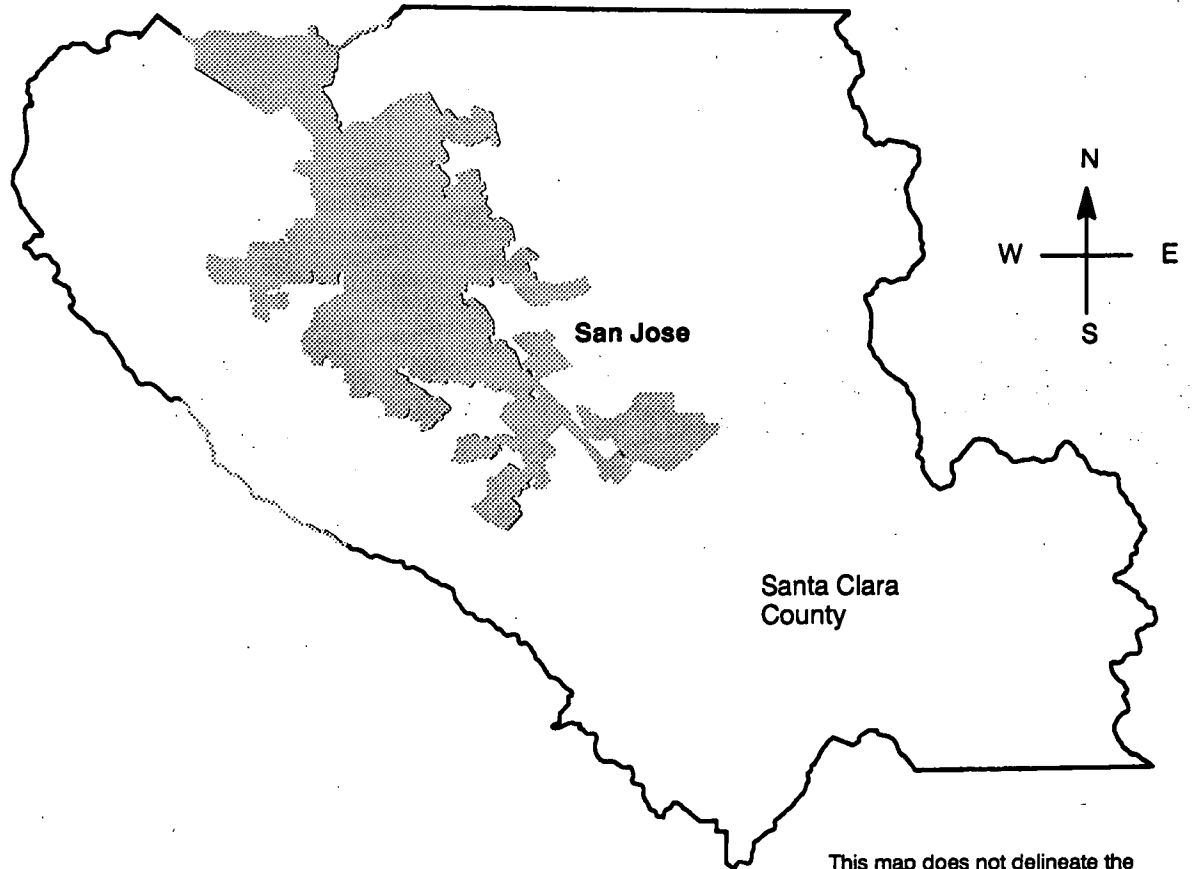 N
W E
San Jose
S
Santa Clara
County
This map does not delineate the